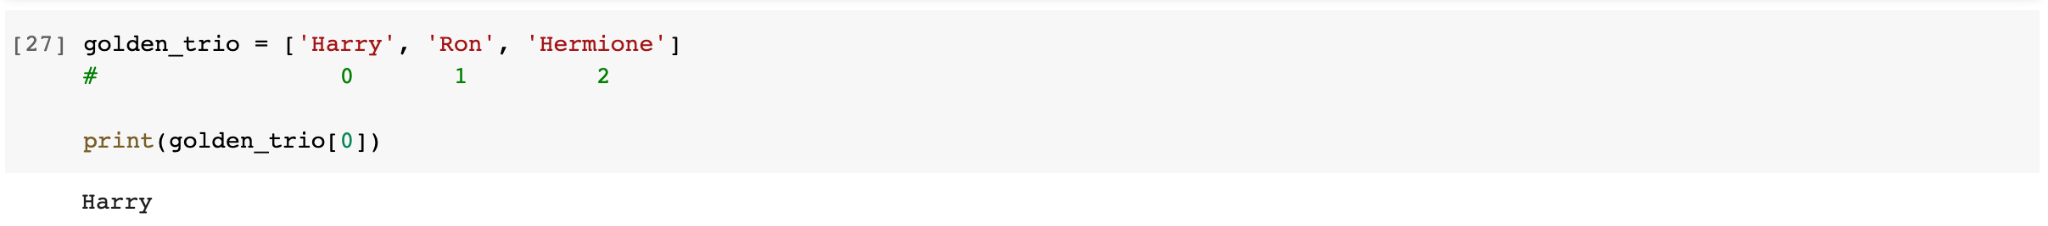 [27] golden_trio = ['Harry', 'Ron', 'Hermione']
#                 0       1         2
print(golden_trio[0])
Harry